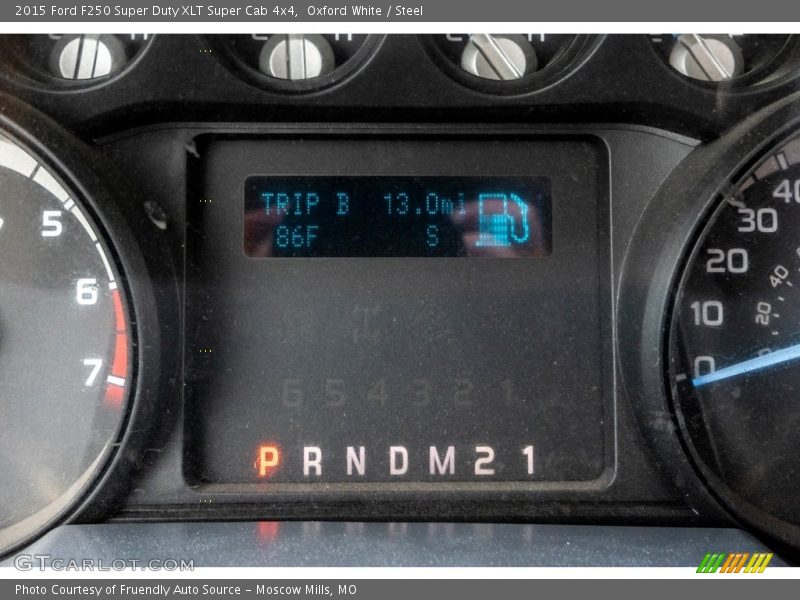 2015 Ford F250 Super Duty XLT Super Cab 4x4, Oxford White / Steel
TRIP B 13.0mi
86F S
5
6
7
40
30
20
10
0
40
20
0
6 5 4 3 2 1
P R N D M 2 1
GTCARLOT.COM
Photo Courtesy of Fruendly Auto Source – Moscow Mills, MO